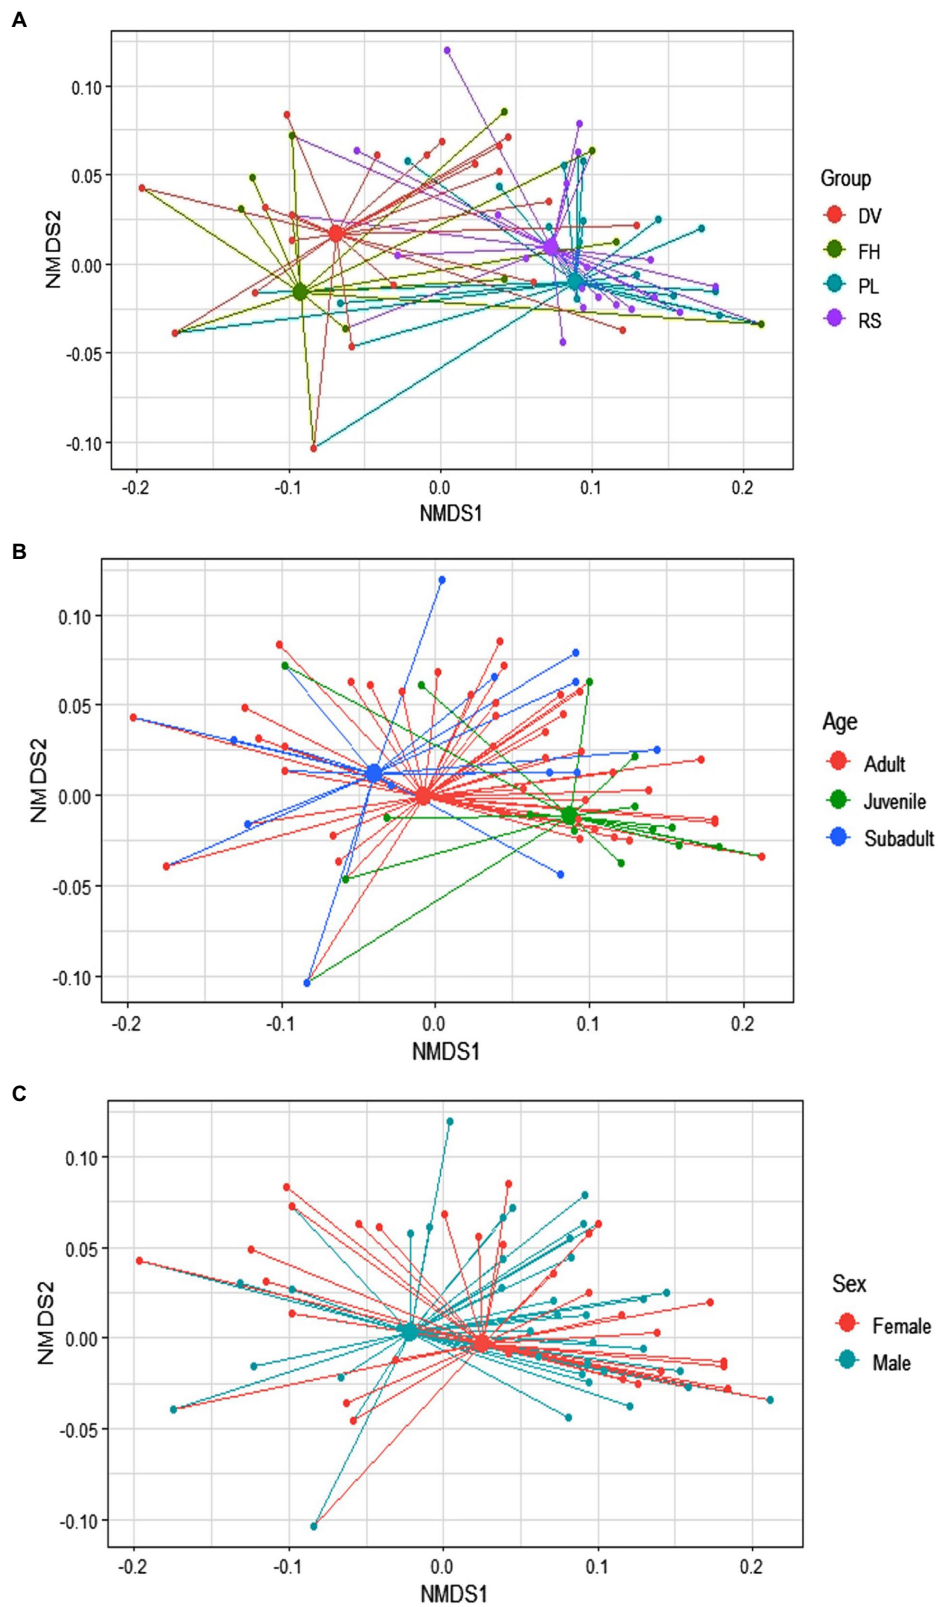 A
0.10
0.05
0.00
-0.05
-0.10
NMDS2
-0.2 -0.1 0.0 0.1 0.2
NMDS1
Group
DV
FH
PL
RS
B
0.10
0.05
0.00
-0.05
-0.10
NMDS2
-0.2 -0.1 0.0 0.1 0.2
NMDS1
Age
Adult
Juvenile
Subadult
C
0.10
0.05
0.00
-0.05
-0.10
NMDS2
-0.2 -0.1 0.0 0.1 0.2
NMDS1
Sex
Female
Male